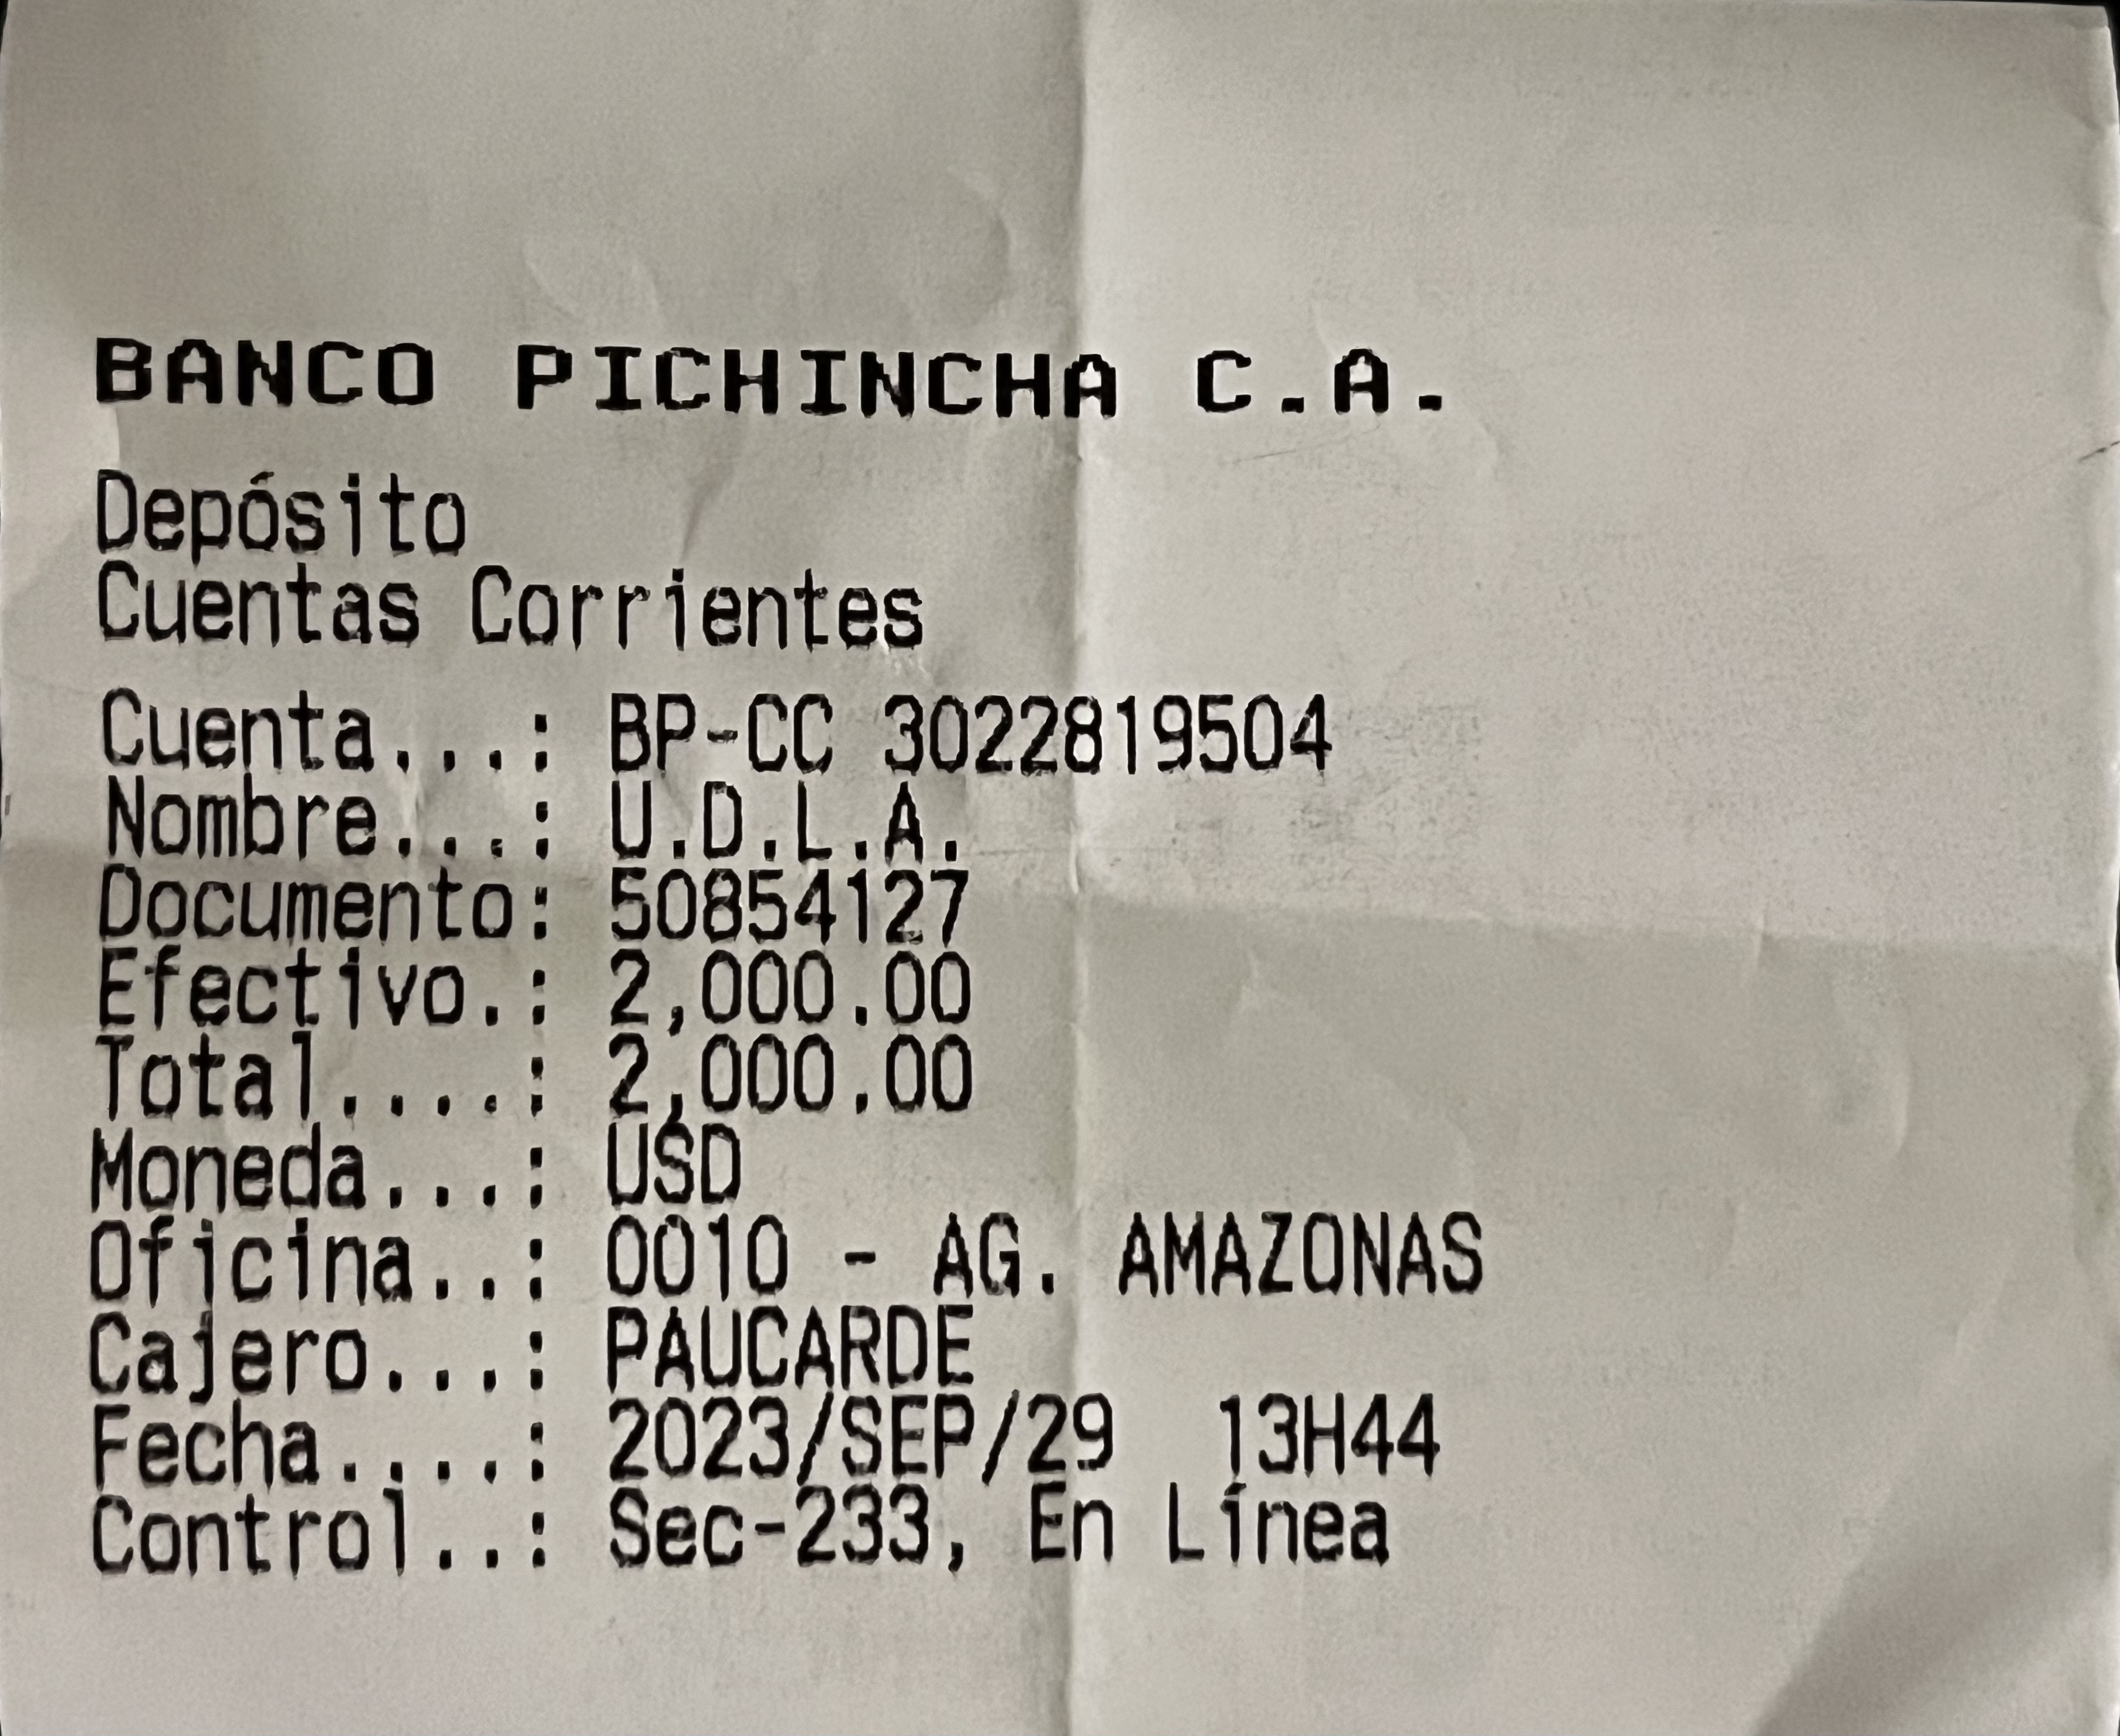 BANCO PICHINCHA C.A.
Depósito
Cuentas Corrientes
Cuenta...: BP-CC 3022819504
Nombre...: U.D.L.A.
Documento: 50854127
Efectivo.: 2,000.00
Total....: 2,000.00
Moneda...: USD
Oficina..: 0010 - AG. AMAZONAS
Cajero...: PAUCARDE
Fecha....: 2023/SEP/29  13H44
Control..: Sec-233, En Línea